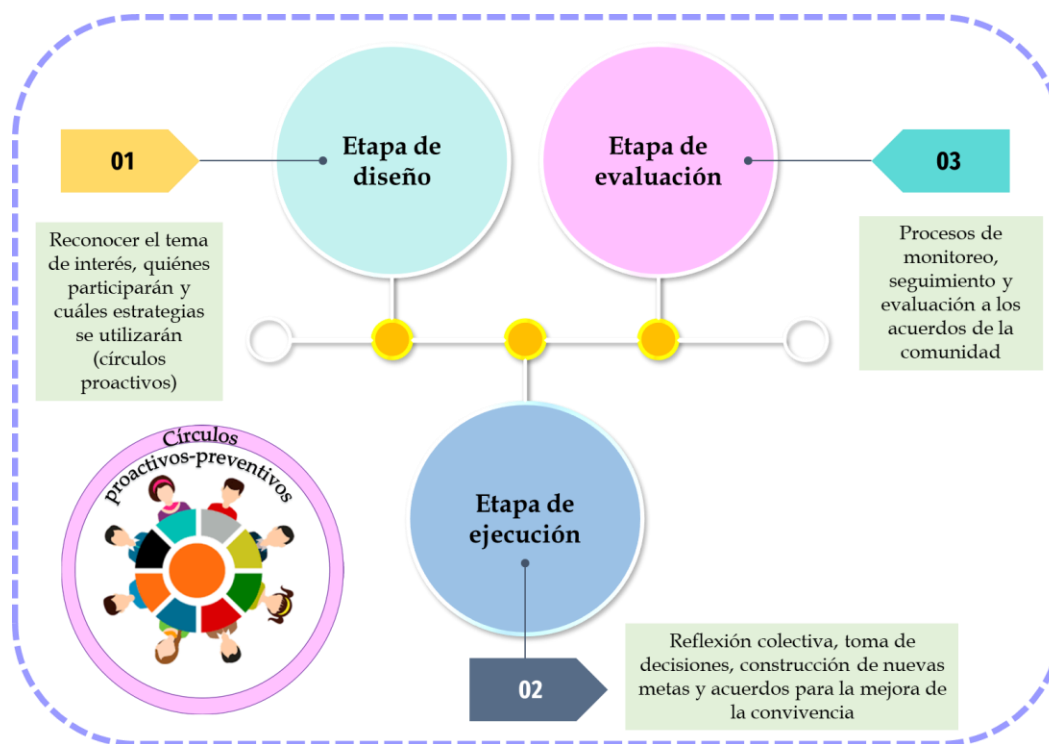 01
Etapa de
diseño
Reconocer el tema
de interés, quiénes
participarán y
cuáles estrategias
se utilizarán
(círculos
proactivos)
Etapa de
evaluación
03
Procesos de
monitoreo,
seguimiento y
evaluación a los
acuerdos de la
comunidad
Círculos
proactivos-preventivos
Etapa de
ejecución
02
Reflexión colectiva, toma de
decisiones, construcción de nuevas
metas y acuerdos para la mejora de
la convivencia